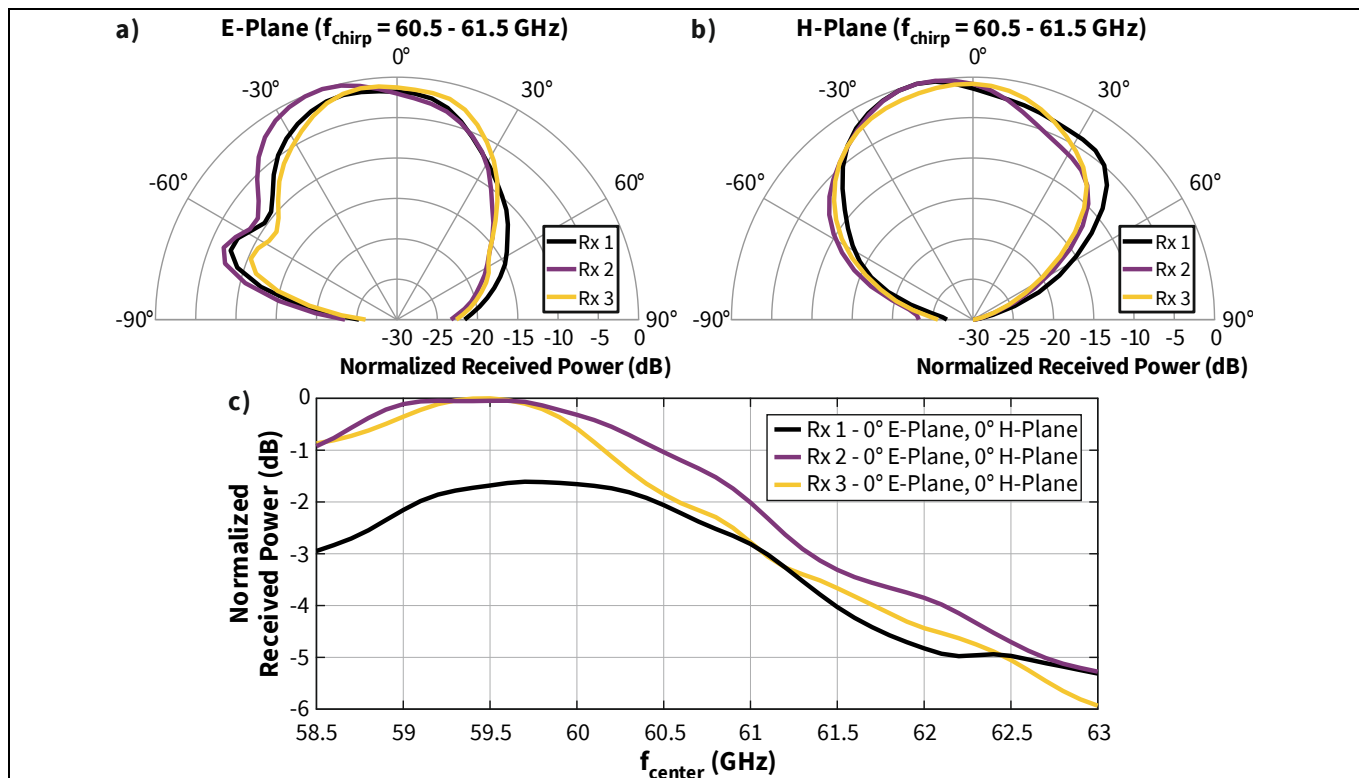 a) E-Plane (fchirp = 60.5 - 61.5 GHz)
0°
-30° 30°
-60° 60°
-90° 90°
Rx 1
Rx 2
Rx 3
-30 -25 -20 -15 -10 -5 0
Normalized Received Power (dB)
b) H-Plane (fchirp = 60.5 - 61.5 GHz)
0°
-30° 30°
-60° 60°
-90° 90°
Rx 1
Rx 2
Rx 3
-30 -25 -20 -15 -10 -5 0
Normalized Received Power (dB)
c)
Normalized
Received Power (dB)
0
-1
-2
-3
-4
-5
-6
Rx 1 - 0° E-Plane, 0° H-Plane
Rx 2 - 0° E-Plane, 0° H-Plane
Rx 3 - 0° E-Plane, 0° H-Plane
58.5 59 59.5 60 60.5 61 61.5 62 62.5 63
fcenter (GHz)